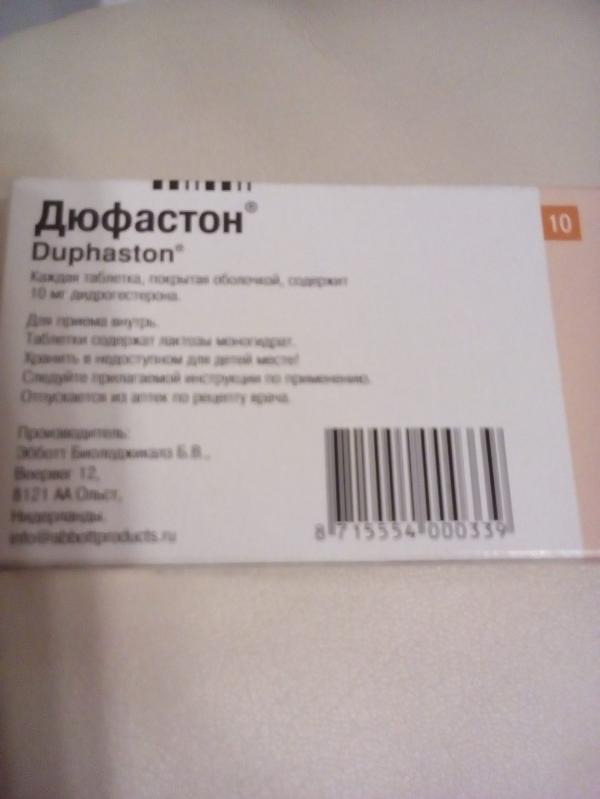 Дюфастон®
10
Duphaston®
Каждая таблетка, покрытая оболочкой, содержит
10 мг дидрогестерона.
Для приема внутрь.
Таблетки содержат лактозы моногидрат.
Хранить в недоступном для детей месте!
Следуйте прилагаемой инструкции по применению.
Отпускается из аптек по рецепту врача.
Производитель:
Эбботт Биолоджикалз Б.В.,
Веервег 12,
8121 АА Ольст,
Нидерланды.
info@abbottproducts.ru
8 715554 000339